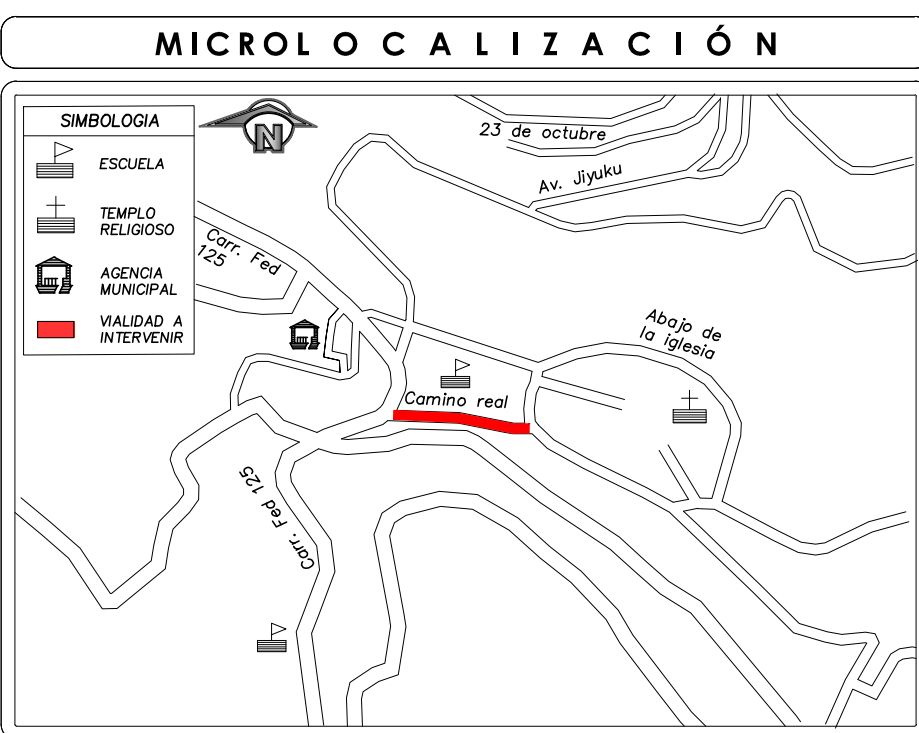 MICROLOCALIZACIÓN
SIMBOLOGIA
ESCUELA
TEMPLO
RELIGIOSO
AGENCIA
MUNICIPAL
VIALIDAD A
INTERVENIR
N
23 de octubre
Av. Jiyuku
Carr. Fed
125
Abajo de
la iglesia
Camino real
Carr. Fed 125